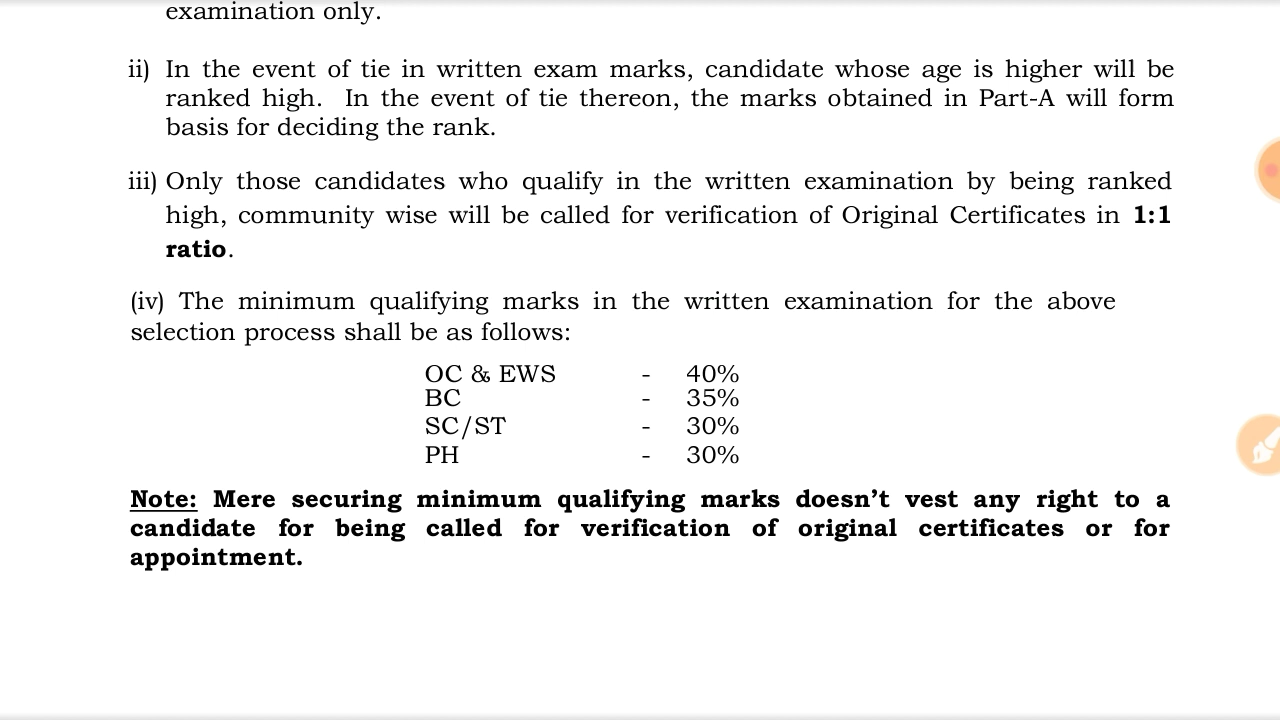 examination only.
ii) In the event of tie in written exam marks, candidate whose age is higher will be
ranked high. In the event of tie thereon, the marks obtained in Part-A will form
basis for deciding the rank.
iii) Only those candidates who qualify in the written examination by being ranked
high, community wise will be called for verification of Original Certificates in 1:1
ratio.
(iv) The minimum qualifying marks in the written examination for the above
selection process shall be as follows:
OC & EWS - 40%
BC - 35%
SC/ST - 30%
PH - 30%
Note: Mere securing minimum qualifying marks doesn’t vest any right to a
candidate for being called for verification of original certificates or for
appointment.